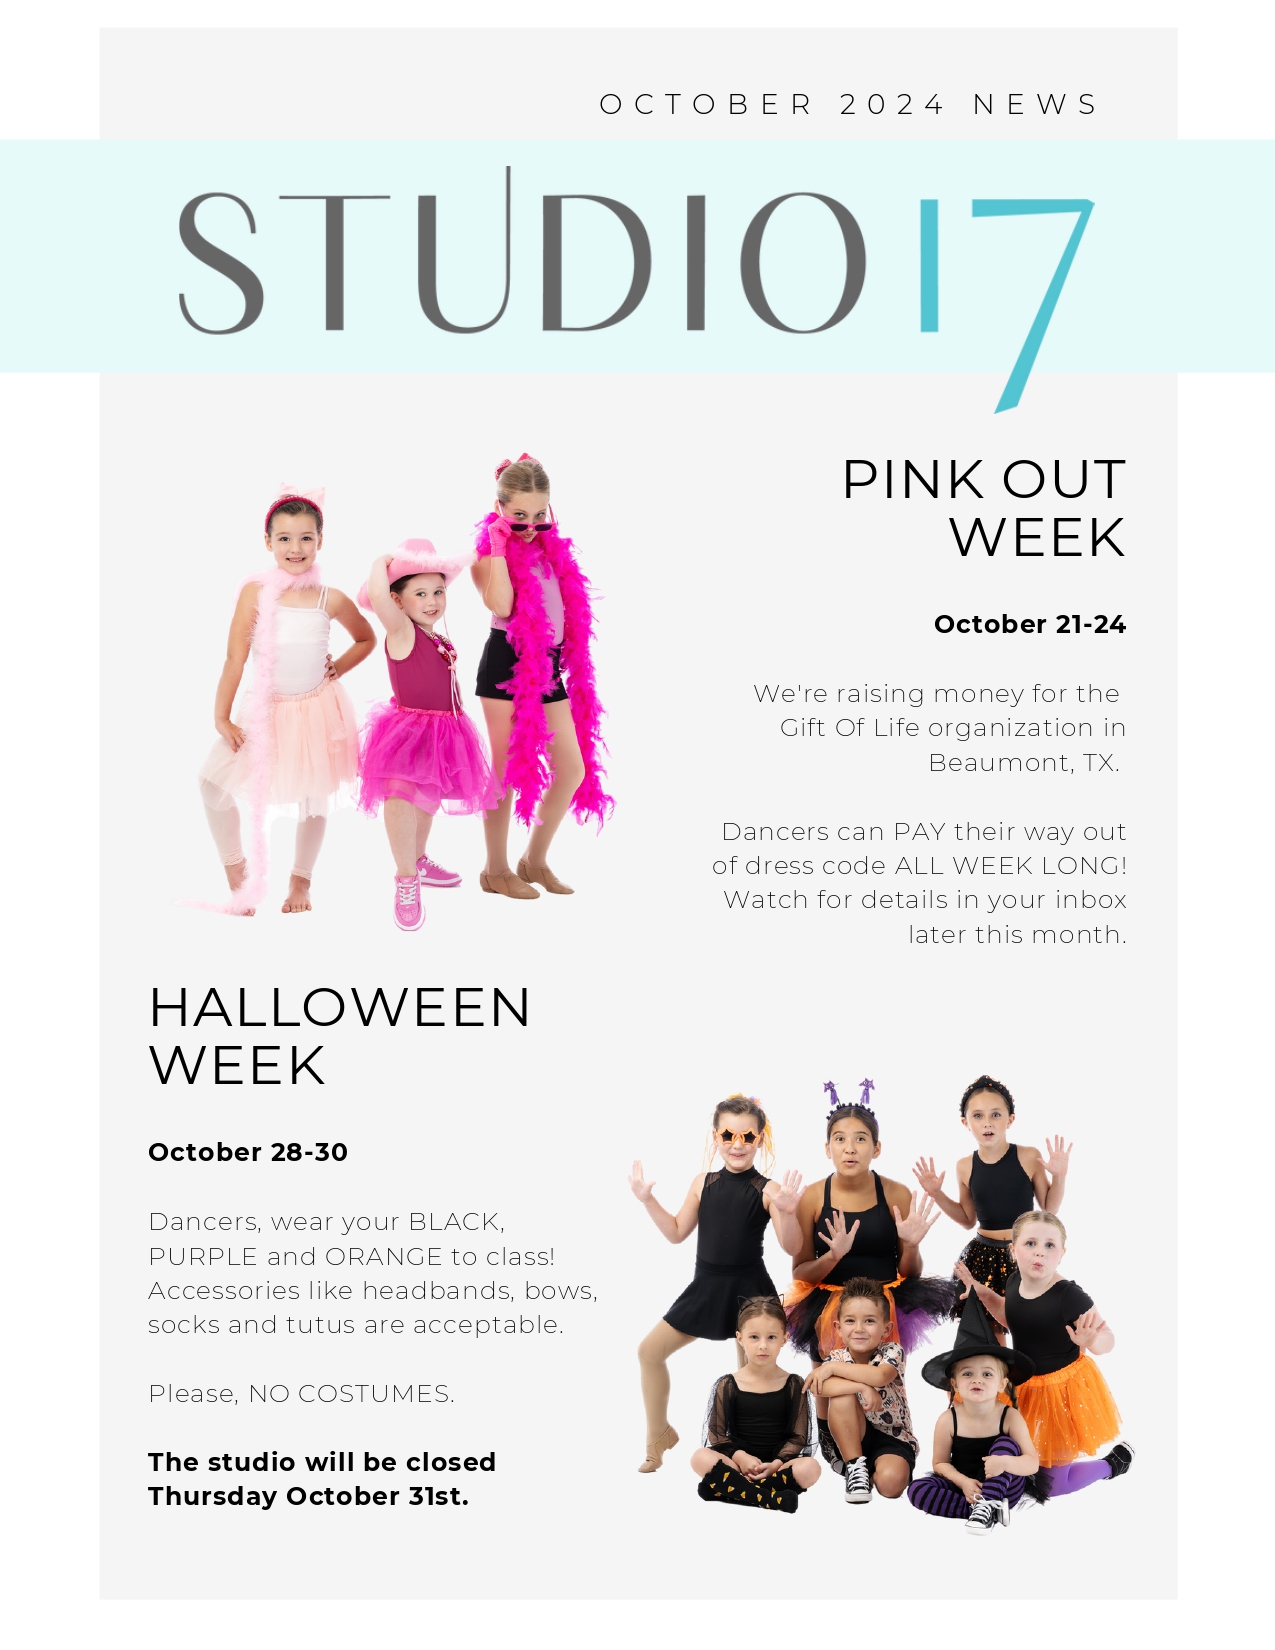 OCTOBER 2024 NEWS
STUDIO 17
PINK OUT
WEEK
October 21-24
We're raising money for the
Gift Of Life organization in
Beaumont, TX.
Dancers can PAY their way out
of dress code ALL WEEK LONG!
Watch for details in your inbox
later this month.
HALLOWEEN
WEEK
October 28-30
Dancers, wear your BLACK,
PURPLE and ORANGE to class!
Accessories like headbands, bows,
socks and tutus are acceptable.
Please, NO COSTUMES.
The studio will be closed
Thursday October 31st.